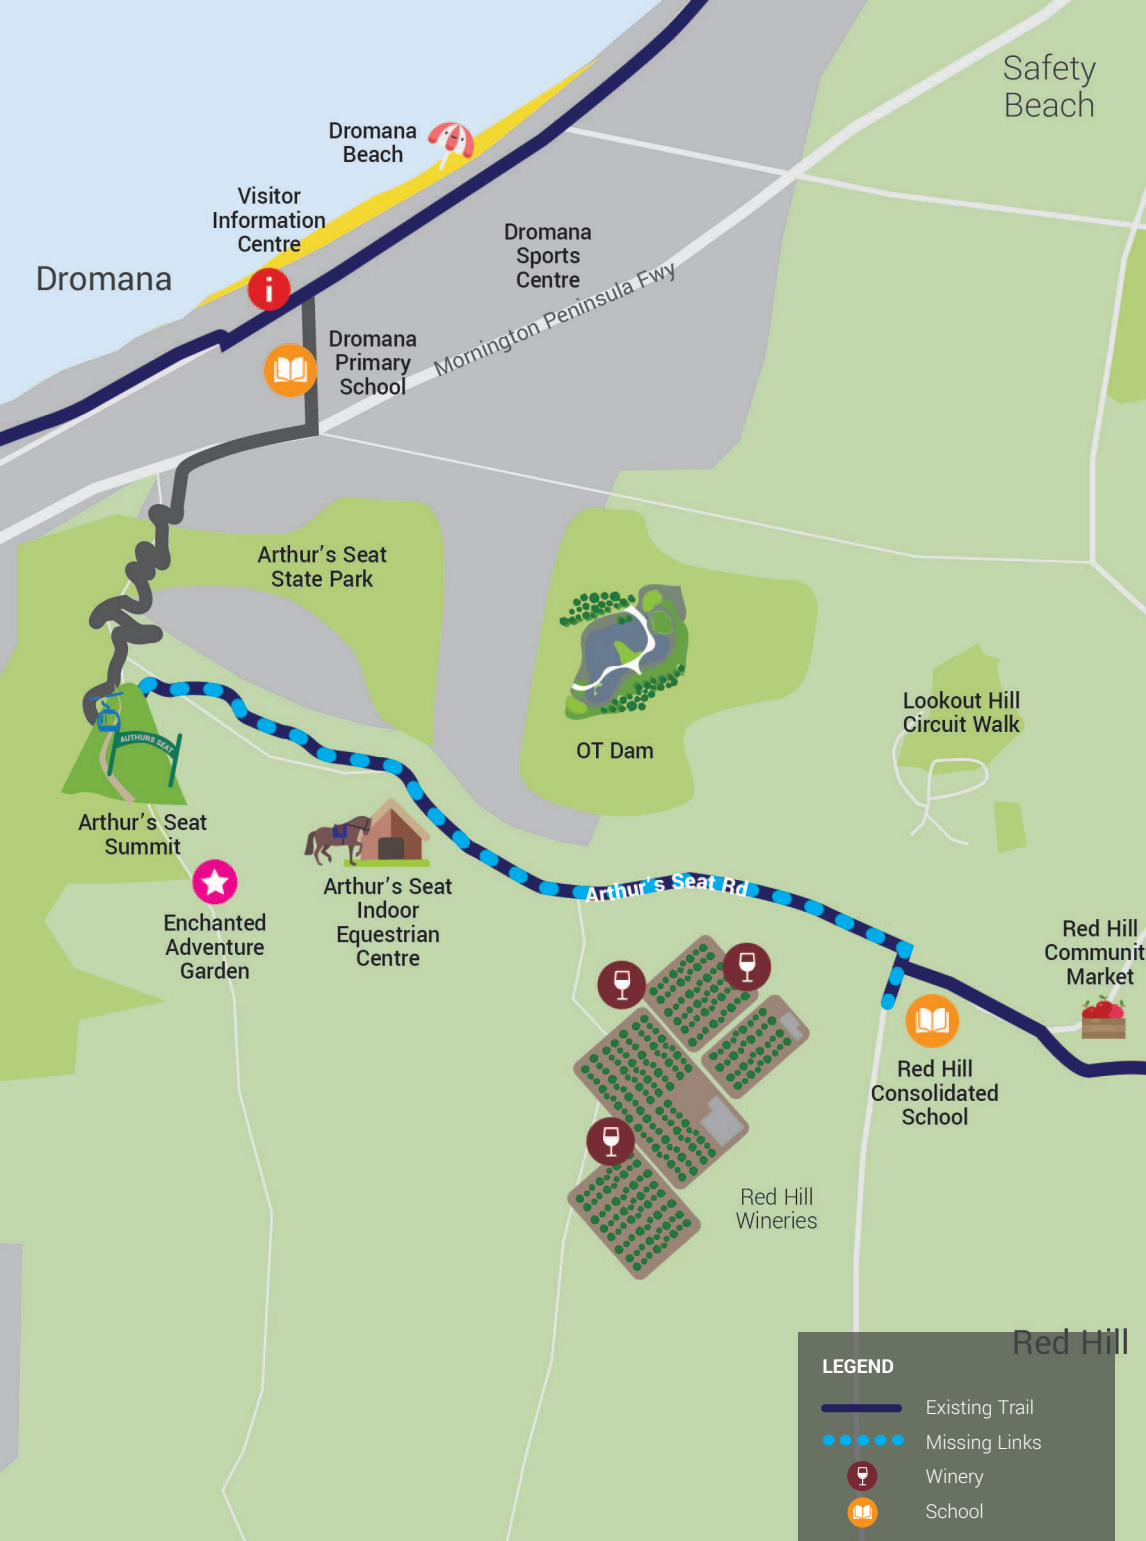 Safety
Beach
Dromana
Beach
Visitor
Information
Centre
i
Dromana
Dromana
Sports
Centre
Mornington Peninsula Fwy
Dromana
Primary
School
Arthur's Seat
State Park
OT Dam
Lookout Hill
Circuit Walk
AUTHURS SEAT
Arthur's Seat
Summit
Enchanted
Adventure
Garden
Arthur's Seat
Indoor
Equestrian
Centre
Arthur's Seat Rd
Red Hill
Communit
Market
Red Hill
Consolidated
School
Red Hill
Wineries
Red Hill
LEGEND
Existing Trail
Missing Links
Winery
School